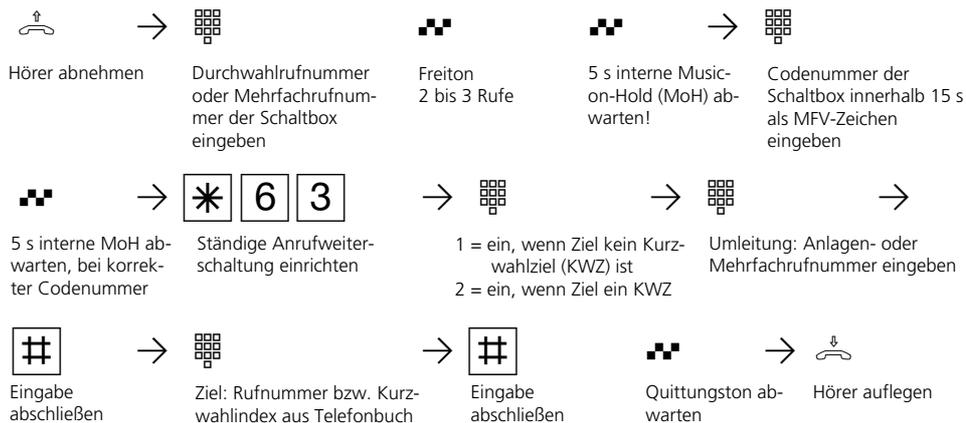 Hörer abnehmen
Durchwahlrufnummer
oder Mehrfachrufnum-
mer der Schaltbox
eingeben
Freiton
2 bis 3 Rufe
5 s interne Music-
on-Hold (MoH) ab-
warten!
Codenummer der
Schaltbox innerhalb 15 s
als MFV-Zeichen
eingeben
* 6 3
5 s interne MoH ab-
warten, bei korrek-
ter Codenummer
Ständige Anrufweiter-
schaltung einrichten
1 = ein, wenn Ziel kein Kurz-
wahlziel (KWZ) ist
2 = ein, wenn Ziel ein KWZ
Umleitung: Anlagen- oder
Mehrfachrufnummer eingeben
#
Eingabe
abschließen
Ziel: Rufnummer bzw. Kurz-
wahlindex aus Telefonbuch
#
Eingabe
abschließen
Quittungston ab-
warten
Hörer auflegen